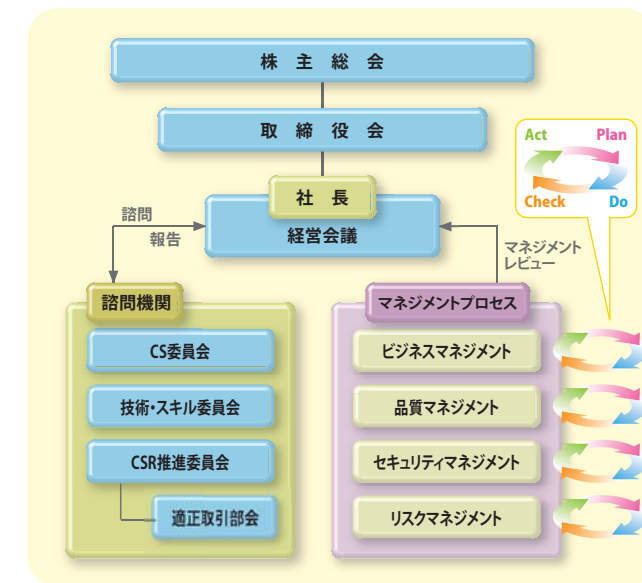 株主総会
取締役会
社長
経営会議
諮問
報告
マネジメント
レビュー
Act
Plan
Check
Do
諮問機関
CS委員会
技術・スキル委員会
CSR推進委員会
適正取引部会
マネジメントプロセス
ビジネスマネジメント
品質マネジメント
セキュリティマネジメント
リスクマネジメント